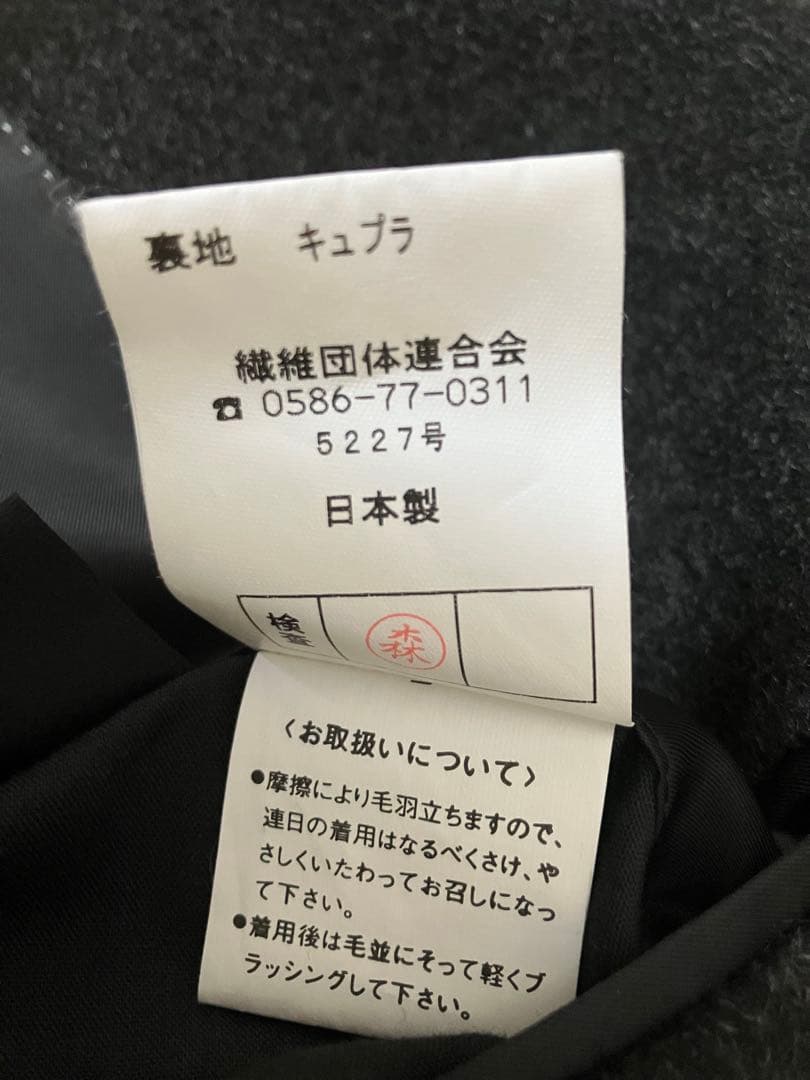 裏地　キュプラ
繊維団体連合会
☎ 0586-77-0311
5227号
日本製
検査　森
〈お取扱いについて〉
●摩擦により毛羽立ちますので、
連日の着用はなるべくさけ、や
さしくいたわってお召しになっ
て下さい。
●着用後は毛並にそって軽くブ
ラッシングして下さい。